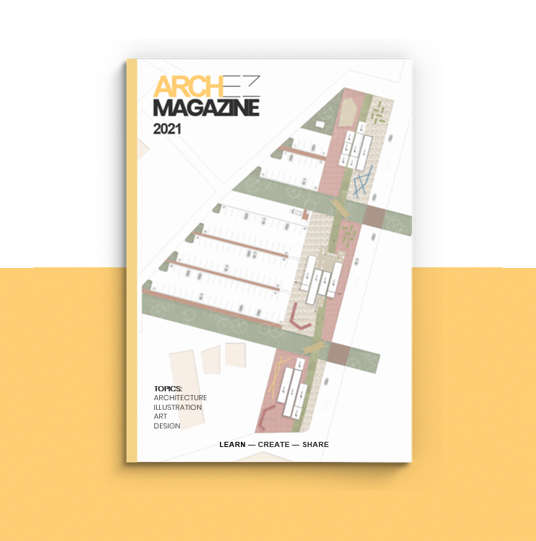 ARCHEZ
MAGAZINE
2021
TOPICS:
ARCHITECTURE
ILLUSTRATION
ART
DESIGN
LEARN — CREATE — SHARE